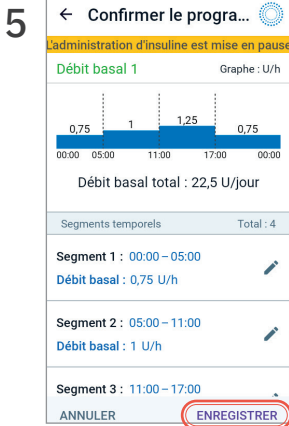 5
Confirmer le progra...
L'administration d'insuline est mise en pause
Débit basal 1 Graphe : U/h
0,75 1 1,25 0,75
00:00 05:00 11:00 17:00 00:00
Débit basal total : 22,5 U/jour
Segments temporels Total : 4
Segment 1 : 00:00 – 05:00
Débit basal : 0,75 U/h
Segment 2 : 05:00 – 11:00
Débit basal : 1 U/h
Segment 3 : 11:00 – 17:00
ANNULER ENREGISTRER